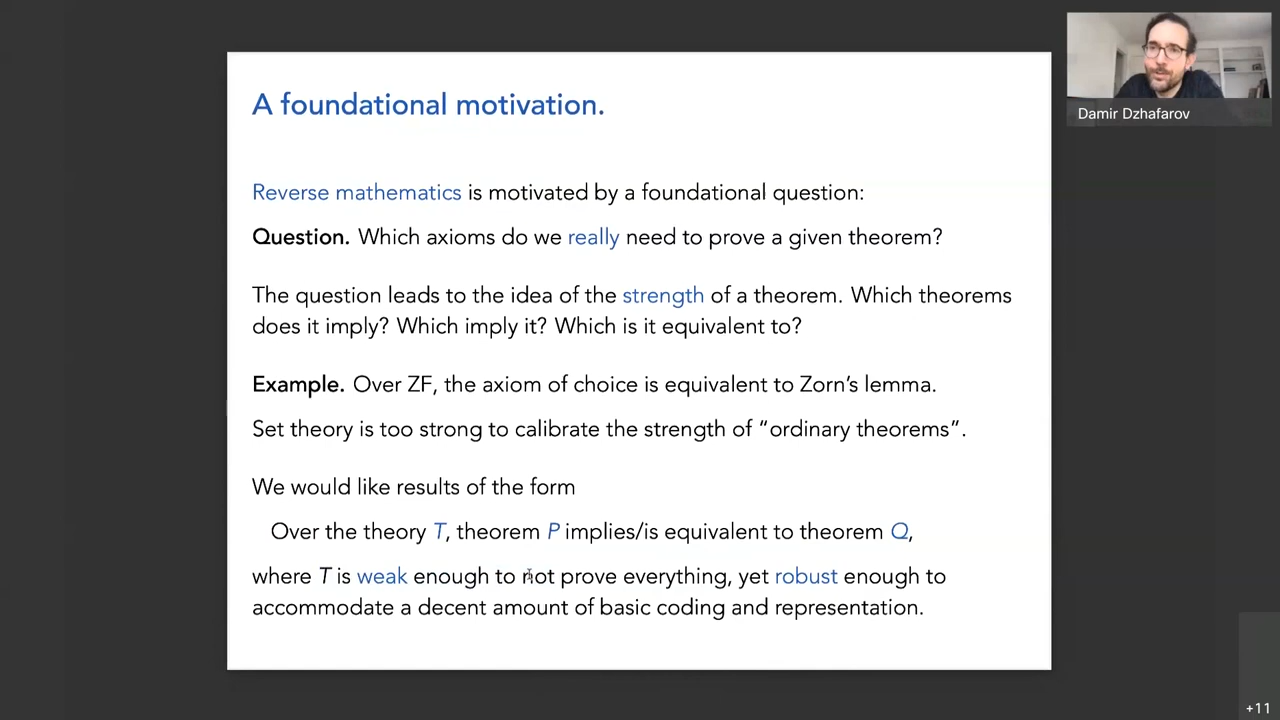 A foundational motivation.
Damir Dzhafarov
Reverse mathematics is motivated by a foundational question:
Question. Which axioms do we really need to prove a given theorem?
The question leads to the idea of the strength of a theorem. Which theorems
does it imply? Which imply it? Which is it equivalent to?
Example. Over ZF, the axiom of choice is equivalent to Zorn's lemma.
Set theory is too strong to calibrate the strength of “ordinary theorems”.
We would like results of the form
Over the theory T, theorem P implies/is equivalent to theorem Q,
where T is weak enough to not prove everything, yet robust enough to
accommodate a decent amount of basic coding and representation.
+11